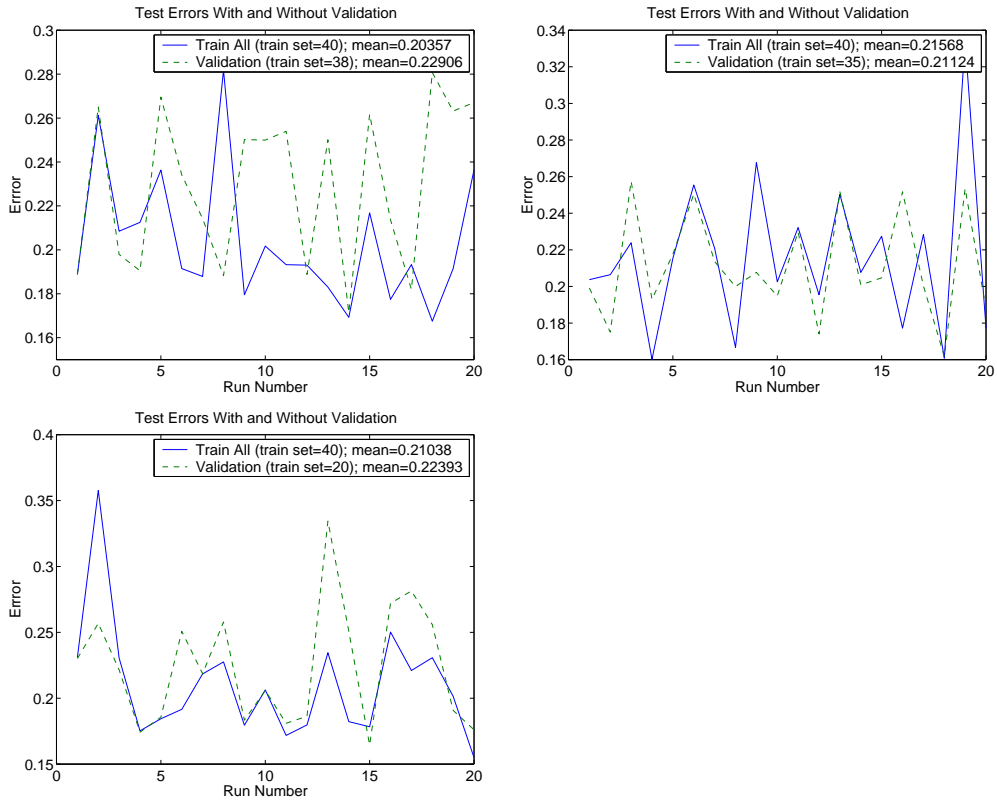 Test Errors With and Without Validation
Train All (train set=40); mean=0.20357
Validation (train set=38); mean=0.22906
0.3
0.28
0.26
0.24
0.22
0.2
0.18
0.16
Errror
0
5
10
15
20
Run Number
Test Errors With and Without Validation
Train All (train set=40); mean=0.21568
Validation (train set=35); mean=0.21124
0.34
0.32
0.3
0.28
0.26
0.24
0.22
0.2
0.18
0.16
Errror
0
5
10
15
20
Run Number
Test Errors With and Without Validation
Train All (train set=40); mean=0.21038
Validation (train set=20); mean=0.22393
0.4
0.35
0.3
0.25
0.2
0.15
Errror
0
5
10
15
20
Run Number